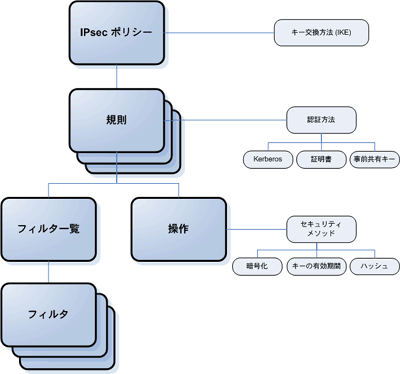 IPsec ポリシー
キー交換方法 (IKE)
規則
認証方法
Kerberos
証明書
事前共有キー
フィルター覧
操作
セキュリティ
メソッド
暗号化
キーの有効期間
ハッシュ
フィルタ